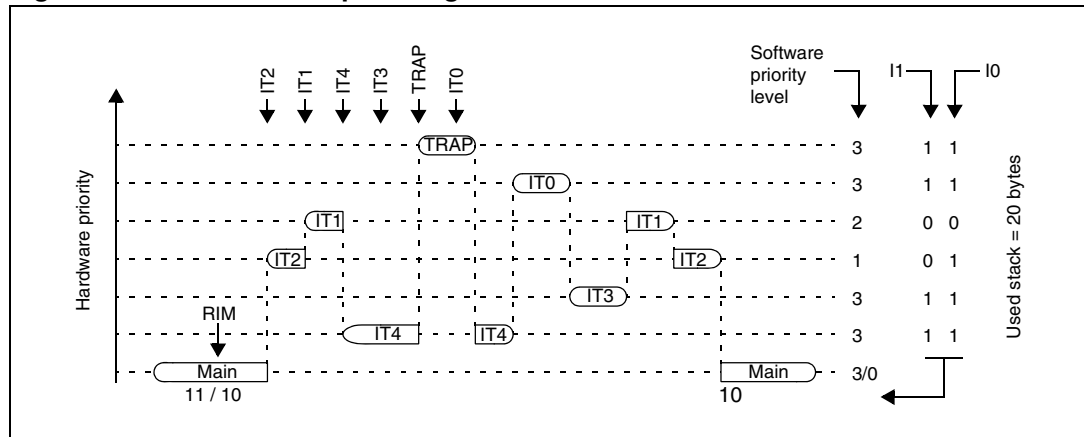 IT2
IT1
IT4
IT3
TRAP
IT0
Software
priority
level
I1
I0
Hardware priority
TRAP
3
1 1
IT0
3
1 1
IT1
IT1
2
0 0
IT2
IT2
1
0 1
IT3
3
1 1
RIM
IT4
IT4
3
1 1
Main
Main
3/0
11 / 10
10
Used stack = 20 bytes